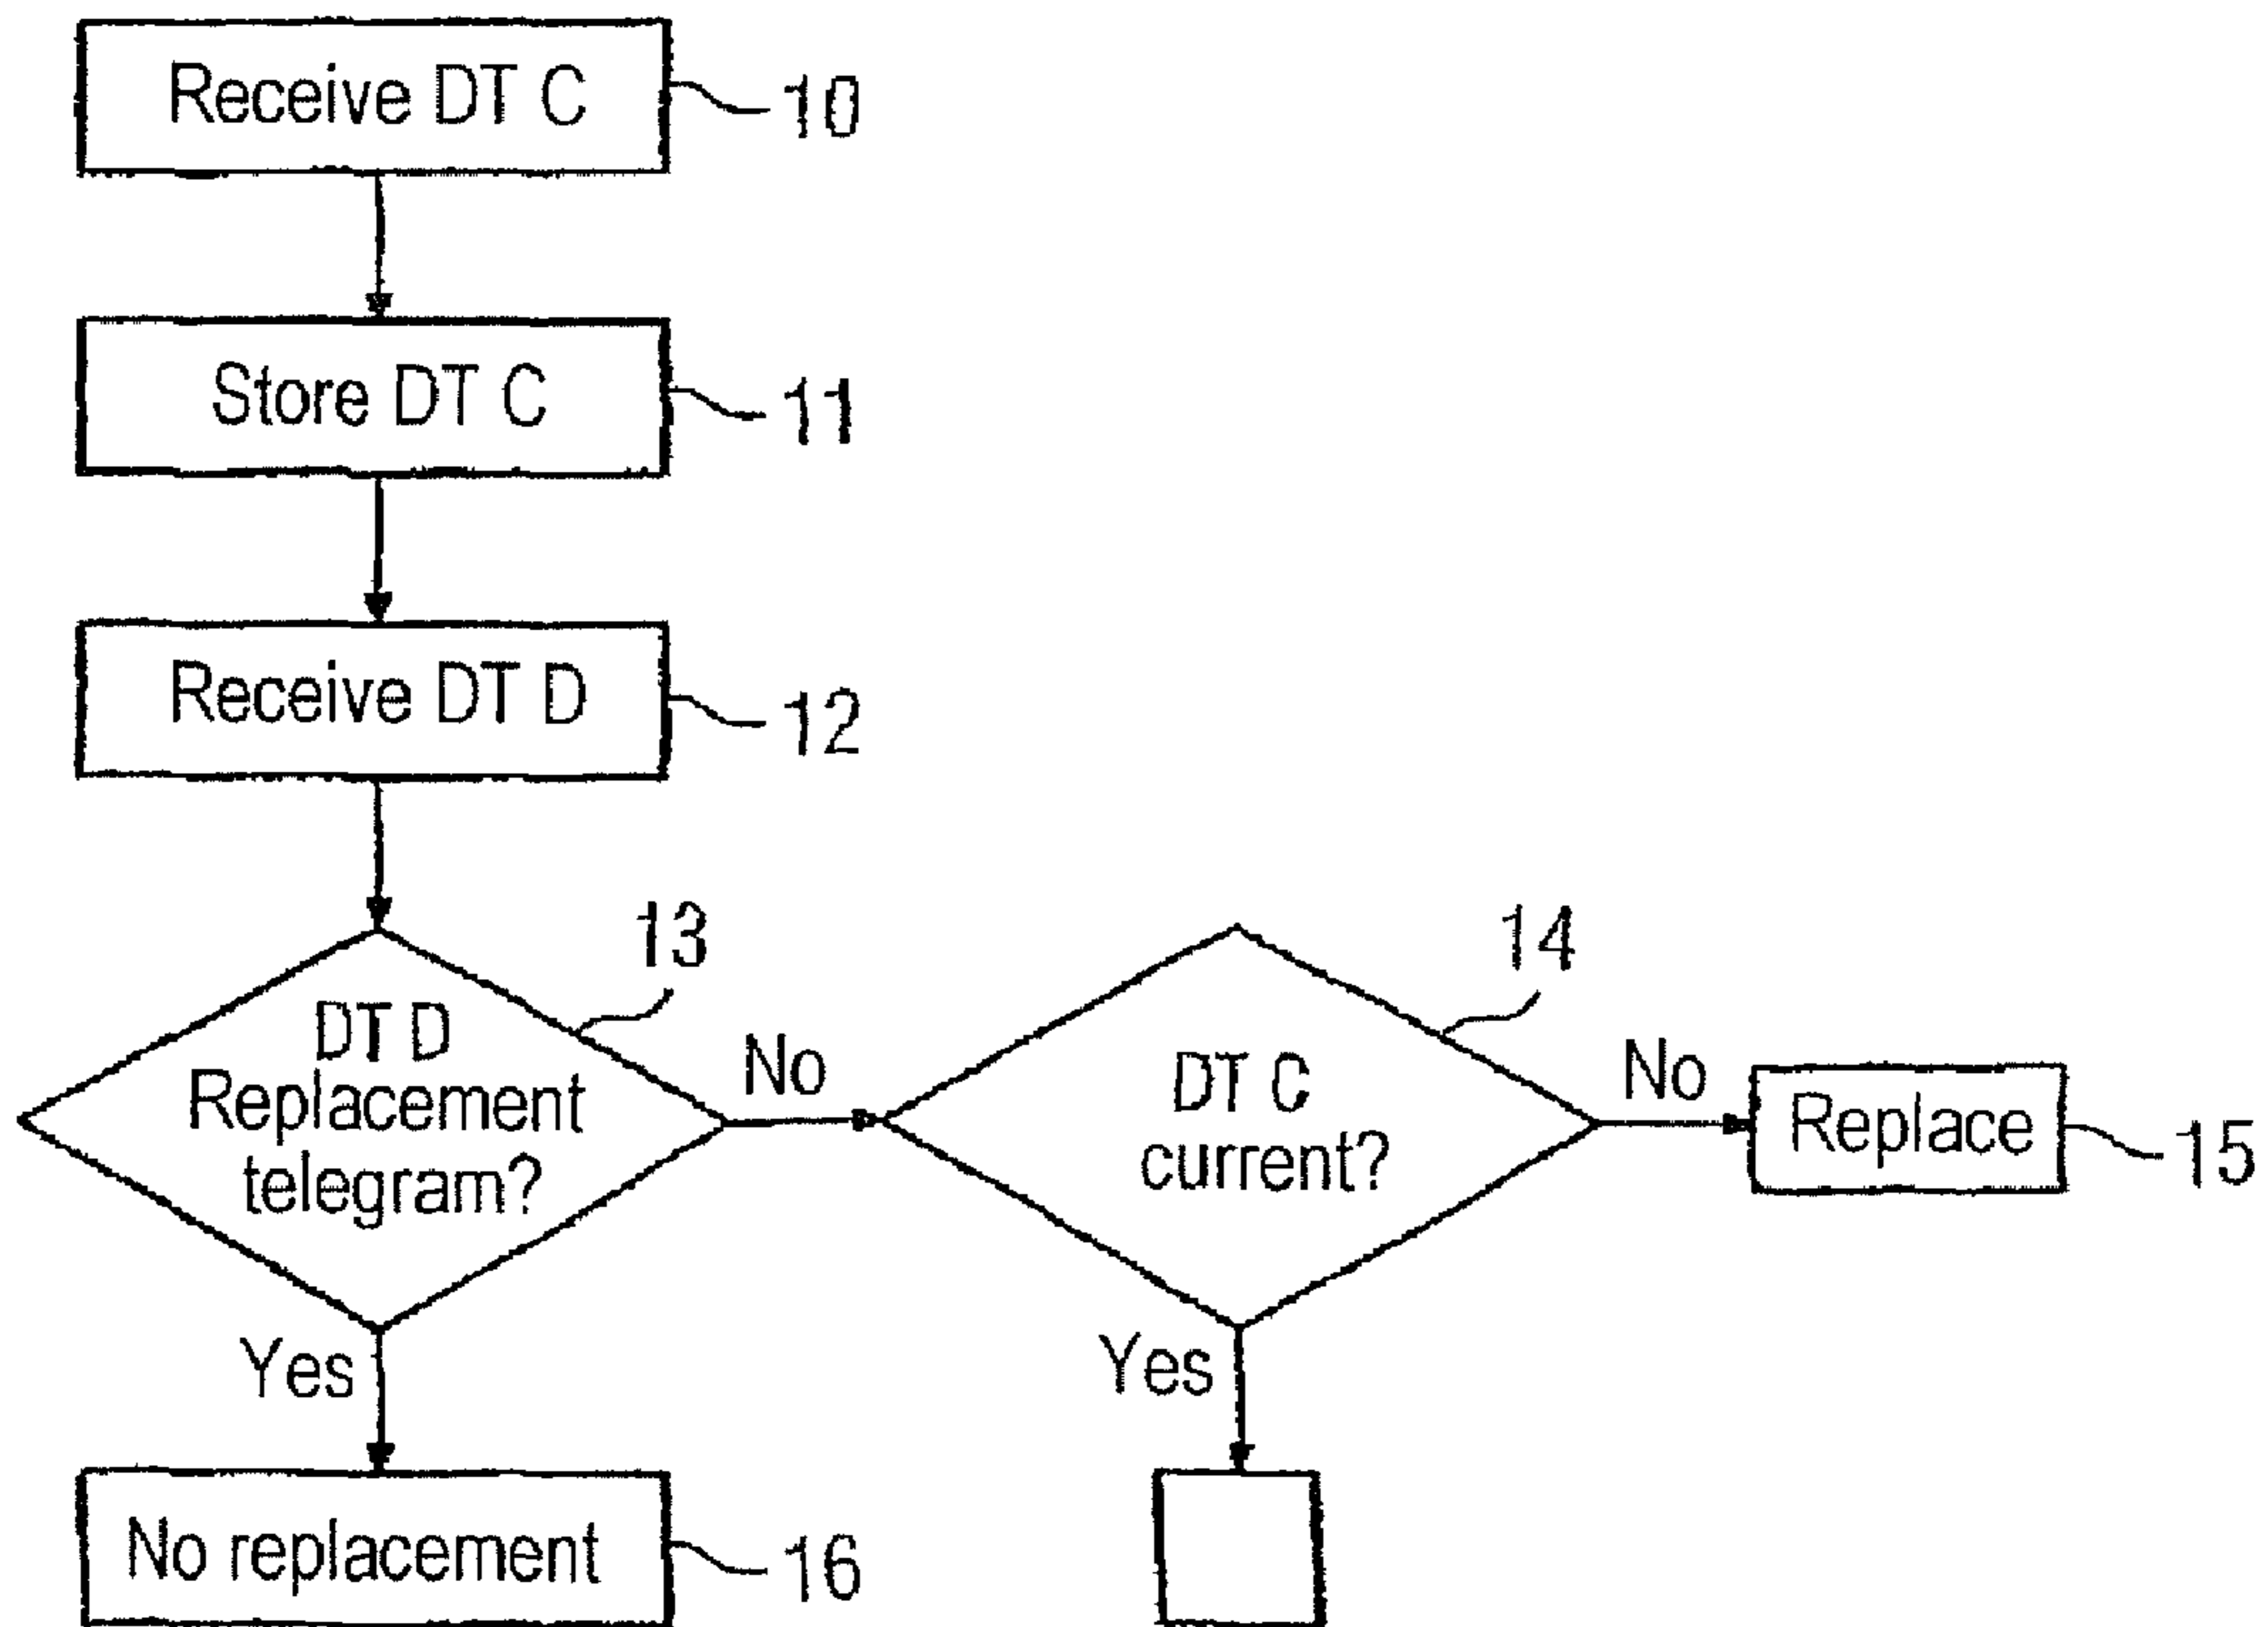 Receive DT C
10
Store DT C
11
Receive DT D
12
13
DT D
Replacement
telegram?
No
14
DT C
current?
No
Replace
15
Yes
Yes
No replacement
16